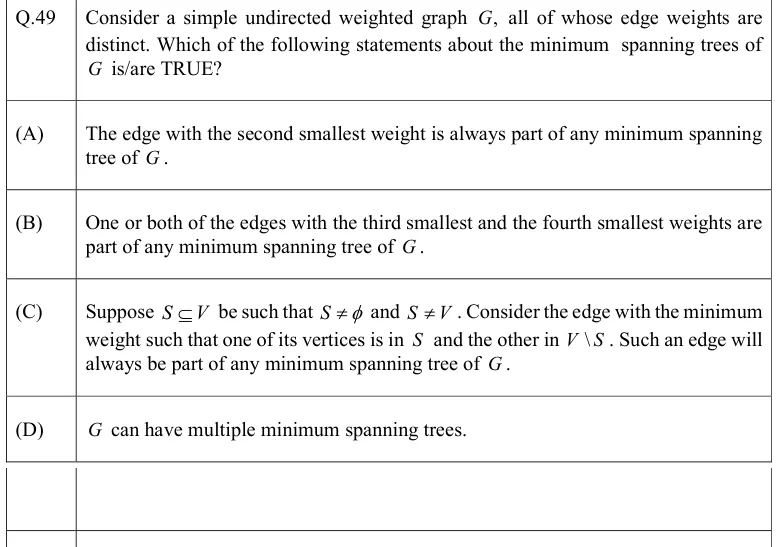 Q.49 Consider a simple undirected weighted graph G, all of whose edge weights are
distinct. Which of the following statements about the minimum spanning trees of
G is/are TRUE?
(A) The edge with the second smallest weight is always part of any minimum spanning
tree of G.
(B) One or both of the edges with the third smallest and the fourth smallest weights are
part of any minimum spanning tree of G.
(C) Suppose S ⊆ V be such that S ≠ ϕ and S ≠ V. Consider the edge with the minimum
weight such that one of its vertices is in S and the other in V \ S. Such an edge will
always be part of any minimum spanning tree of G.
(D) G can have multiple minimum spanning trees.